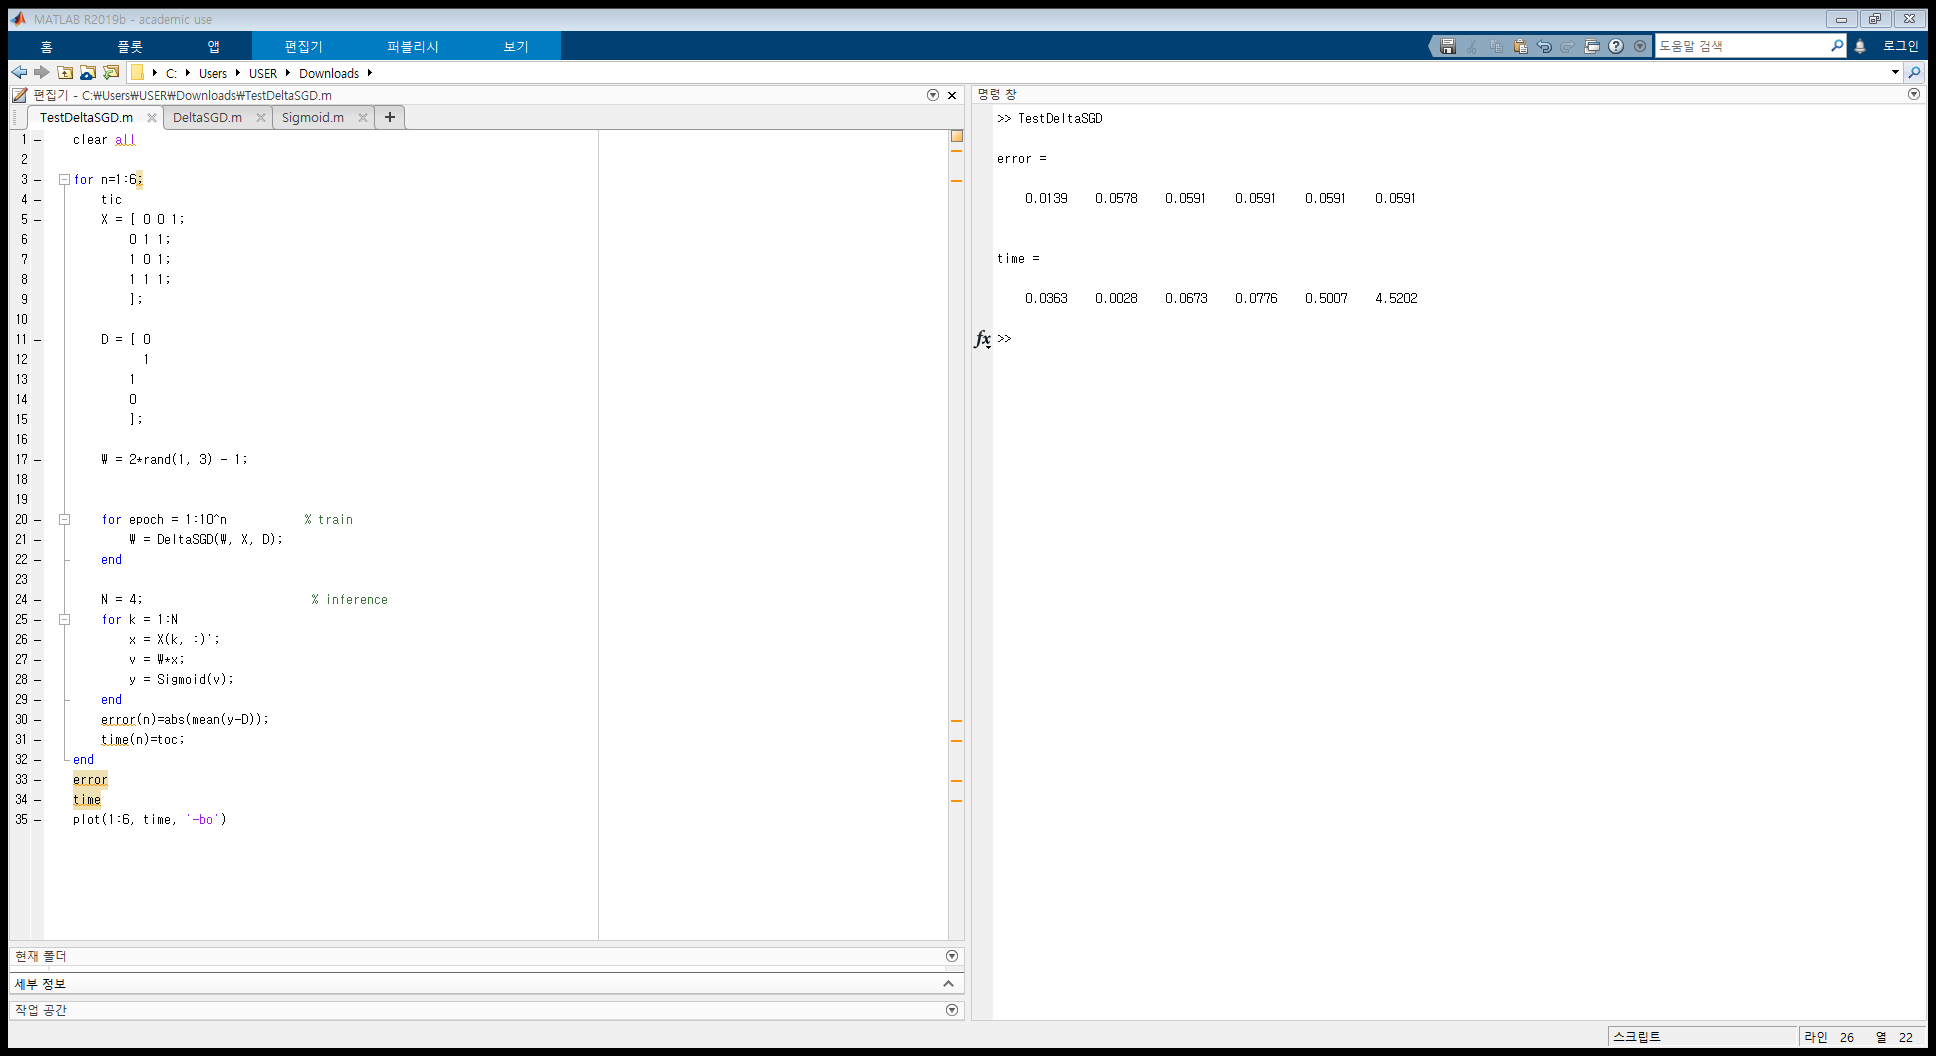 MATLAB R2019b - academic use
홈 플롯 앱 편집기 퍼블리시 보기
도움말 검색
로그인
C: Users USER Downloads
편집기 - C:₩Users₩USER₩Downloads₩TestDeltaSGD.m
TestDeltaSGD.m DeltaSGD.m Sigmoid.m +
1 – clear all
2
3 – for n=1:6;
4 – tic
5 – X = [ 0 0 1;
6 0 1 1;
7 1 0 1;
8 1 1 1;
9 ];
10
11 – D = [ 0
12 1
13 1
14 0
15 ];
16
17 – W = 2*rand(1, 3) - 1;
18
19
20 – for epoch = 1:10^n % train
21 – W = DeltaSGD(W, X, D);
22 – end
23
24 – N = 4; % inference
25 – for k = 1:N
26 – x = X(k, :)';
27 – v = W*x;
28 – y = Sigmoid(v);
29 – end
30 – error(n)=abs(mean(y-D));
31 – time(n)=toc;
32 – end
33 – error
34 – time
35 – plot(1:6, time, '-bo')
현재 폴더
세부 정보
작업 공간
명령 창
>> TestDeltaSGD
error =
0.0139 0.0578 0.0591 0.0591 0.0591 0.0591
time =
0.0363 0.0028 0.0673 0.0776 0.5007 4.5202
fx >>
스크립트
라인 26 열 22